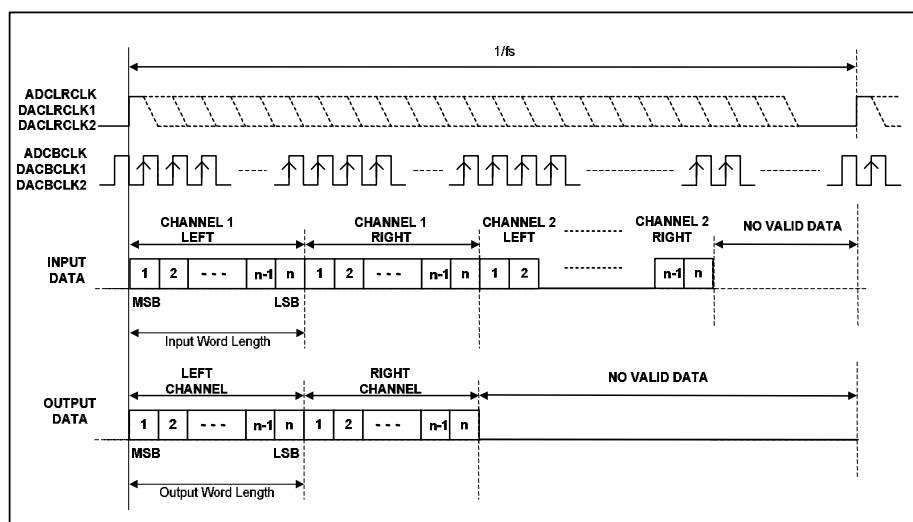 1/fs
ADCLRCLK
DACLRCLK1
DACLRCLK2
ADCBCLK
DACBCLK1
DACBCLK2
CHANNEL 1 LEFT
CHANNEL 1 RIGHT
CHANNEL 2 LEFT
CHANNEL 2 RIGHT
NO VALID DATA
INPUT DATA
1 2 - - - n-1 n 1 2 - - - n-1 n 1 2 n-1 n
MSB LSB
Input Word Length
LEFT CHANNEL
RIGHT CHANNEL
NO VALID DATA
OUTPUT DATA
1 2 - - - n-1 n 1 2 - - - n-1 n
MSB LSB
Output Word Length